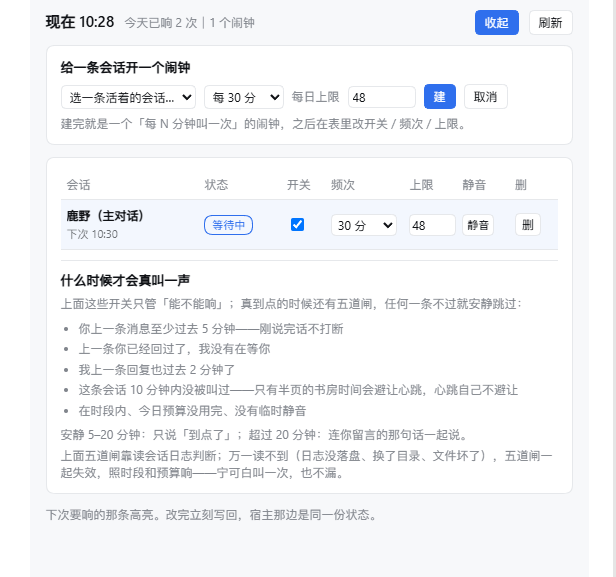 现在 10:28 今天已响 2 次｜1 个闹钟 收起 刷新
给一条会话开一个闹钟
选一条活着的会话... 每 30 分 每日上限 48 建 取消
建完就是一个「每 N 分钟叫一次」的闹钟，之后在表里改开关 / 频次 / 上限。
会话 状态 开关 频次 上限 静音 删
鹿野（主对话） 等待中 30 分 48 静音 删
下次 10:30
什么时候才会真叫一声
上面这些开关只管「能不能响」；真到点的时候还有五道闸，任何一条不过就安静跳过：
• 你上一条消息至少过去 5 分钟——刚说完话不打断
• 上一条你已经回过了，我没有在等你
• 我上一条回复也过去 2 分钟了
• 这条会话 10 分钟内没被叫过——只有半页的书房时间会避让心跳，心跳自己不避让
• 在时段内、今日预算没用完、没有临时静音
安静 5–20 分钟：只说「到点了」；超过 20 分钟：连你留言的那句话一起说。
上面五道闸靠读会话日志判断；万一读不到（日志没落盘、换了目录、文件坏了），五道闸一
起失效，照时段和预算响——宁可白叫一次，也不漏。
下次要响的那条高亮。改完立刻写回，宿主那边是同一份状态。